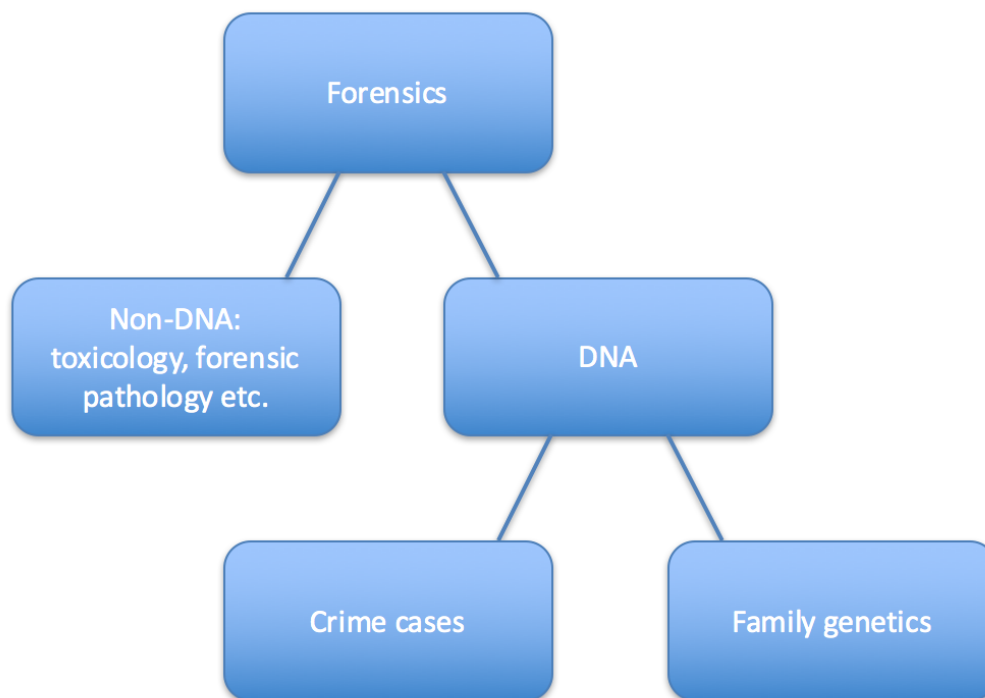 Forensics
Non-DNA:
toxicology, forensic
pathology etc.
DNA
Crime cases
Family genetics